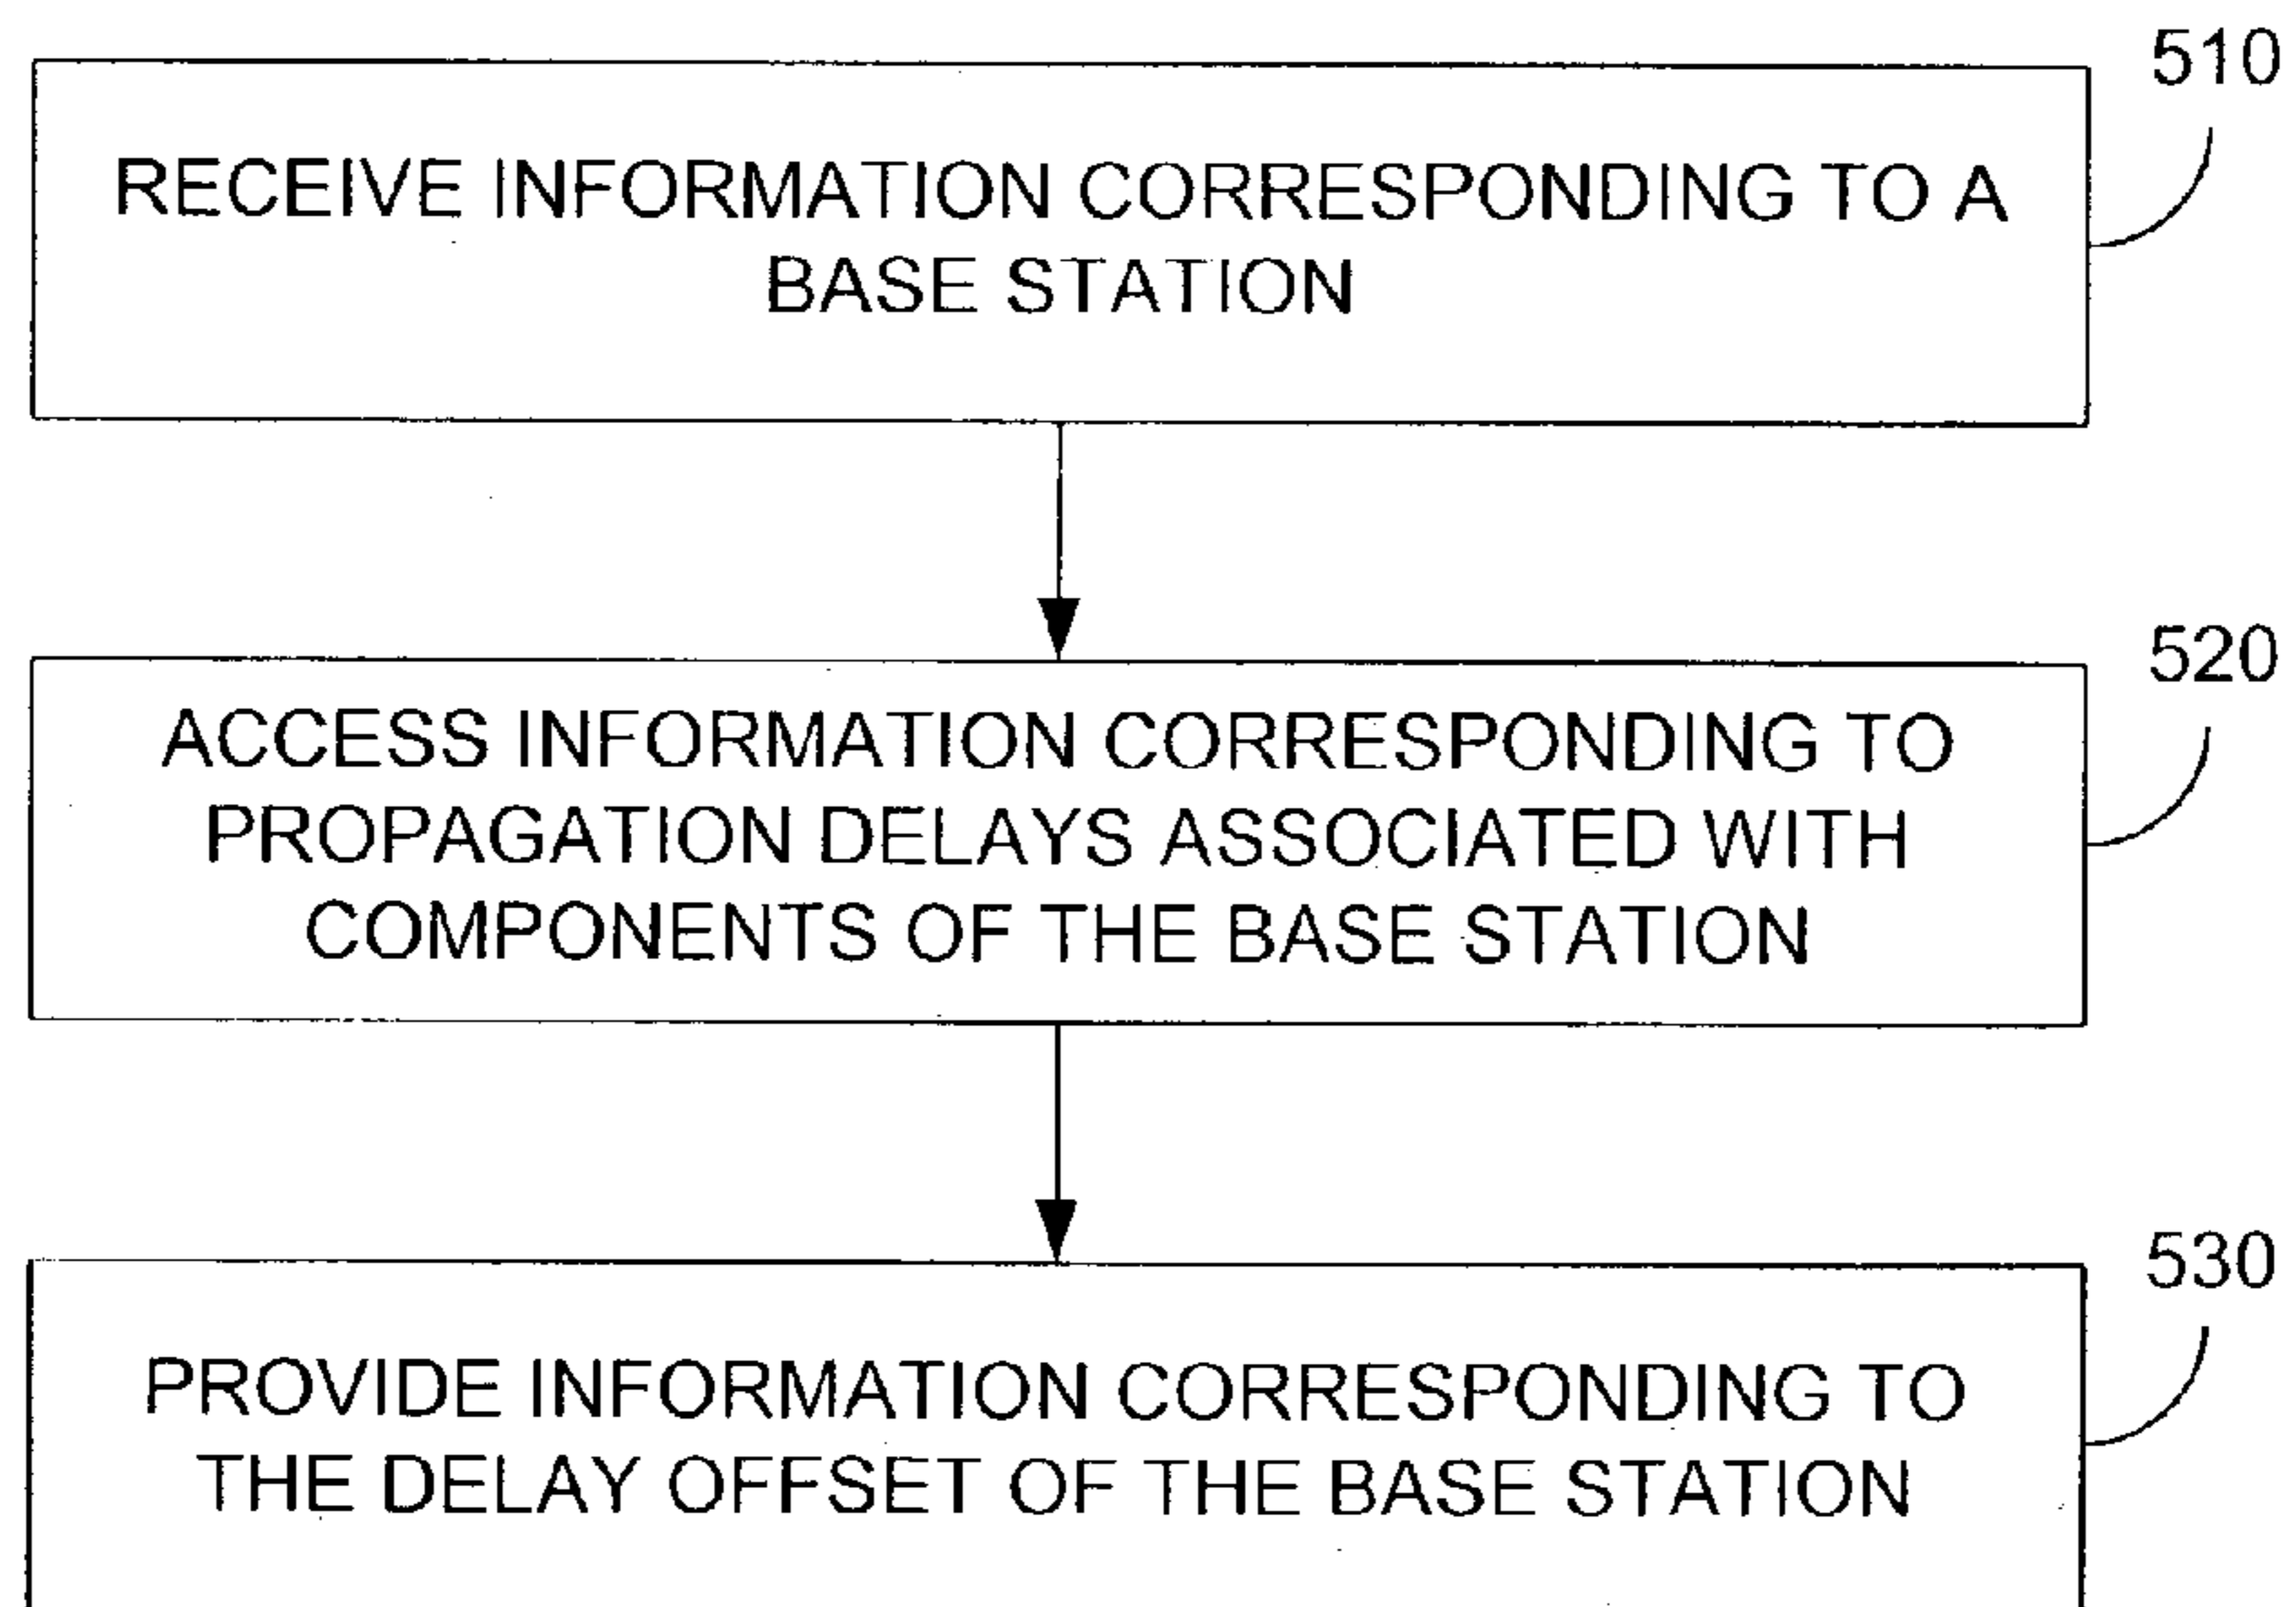 510
RECEIVE INFORMATION CORRESPONDING TO A
BASE STATION
520
ACCESS INFORMATION CORRESPONDING TO
PROPAGATION DELAYS ASSOCIATED WITH
COMPONENTS OF THE BASE STATION
530
PROVIDE INFORMATION CORRESPONDING TO
THE DELAY OFFSET OF THE BASE STATION